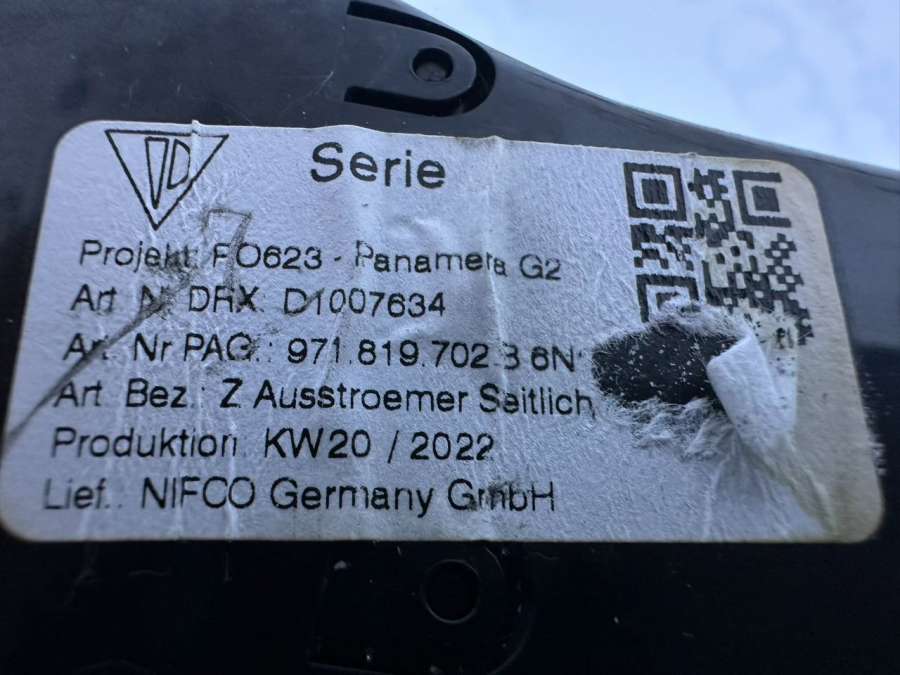 Serie
Projekt: FO623 - Panamera G2
Art. Nr. DRX: D1007634
Art. Nr PAG.: 971.819.702
Art. Bez.: Z Ausstroemer Seitlich
Produktion: KW20 / 2022
Lief.: NIFCO Germany GmbH